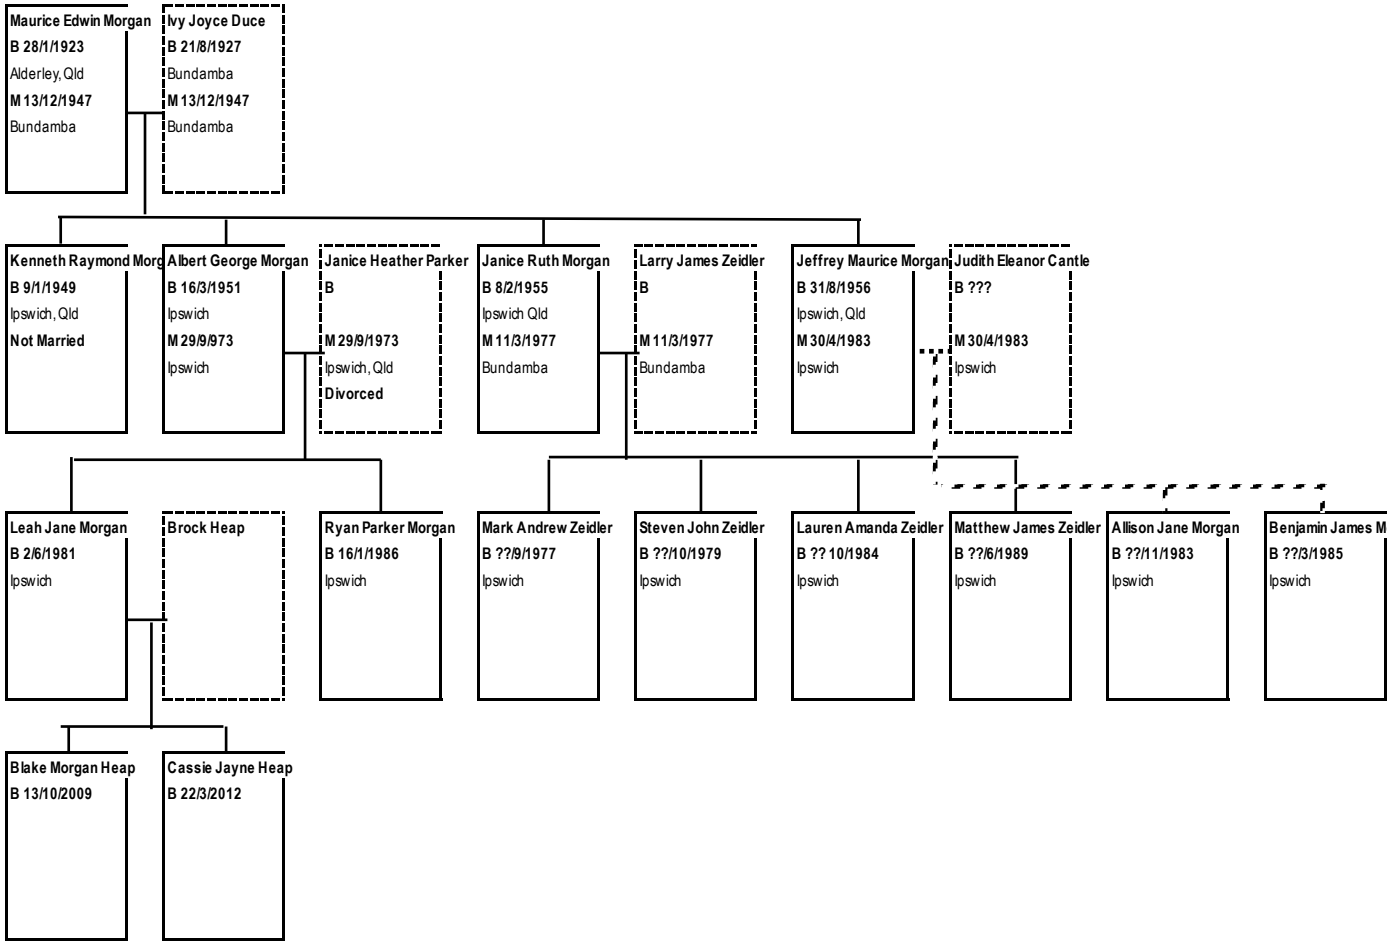 Maurice Edwin Morgan
B 28/1/1923
Alderley, Qld
M 13/12/1947
Bundamba
Ivy Joyce Duce
B 21/8/1927
Bundamba
M 13/12/1947
Bundamba
Kenneth Raymond Morg
B 9/1/1949
Ipswich, Qld
Not Married
Albert George Morgan
B 16/3/1951
Ipswich
M 29/9/973
Ipswich
Janice Heather Parker
B
M 29/9/1973
Ipswich, Qld
Divorced
Janice Ruth Morgan
B 8/2/1955
Ipswich Qld
M 11/3/1977
Bundamba
Larry James Zeidler
B
M 11/3/1977
Bundamba
Jeffrey Maurice Morgan
B 31/8/1956
Ipswich, Qld
M 30/4/1983
Ipswich
Judith Eleanor Cantle
B ???
M 30/4/1983
Ipswich
Leah Jane Morgan
B 2/6/1981
Ipswich
Brock Heap
Ryan Parker Morgan
B 16/1/1986
Ipswich
Mark Andrew Zeidler
B ??/9/1977
Ipswich
Steven John Zeidler
B ??/10/1979
Ipswich
Lauren Amanda Zeidler
B ?? 10/1984
Ipswich
Matthew James Zeidler
B ??/6/1989
Ipswich
Allison Jane Morgan
B ??/11/1983
Ipswich
Benjamin James M
B ??/3/1985
Ipswich
Blake Morgan Heap
B 13/10/2009
Cassie Jayne Heap
B 22/3/2012